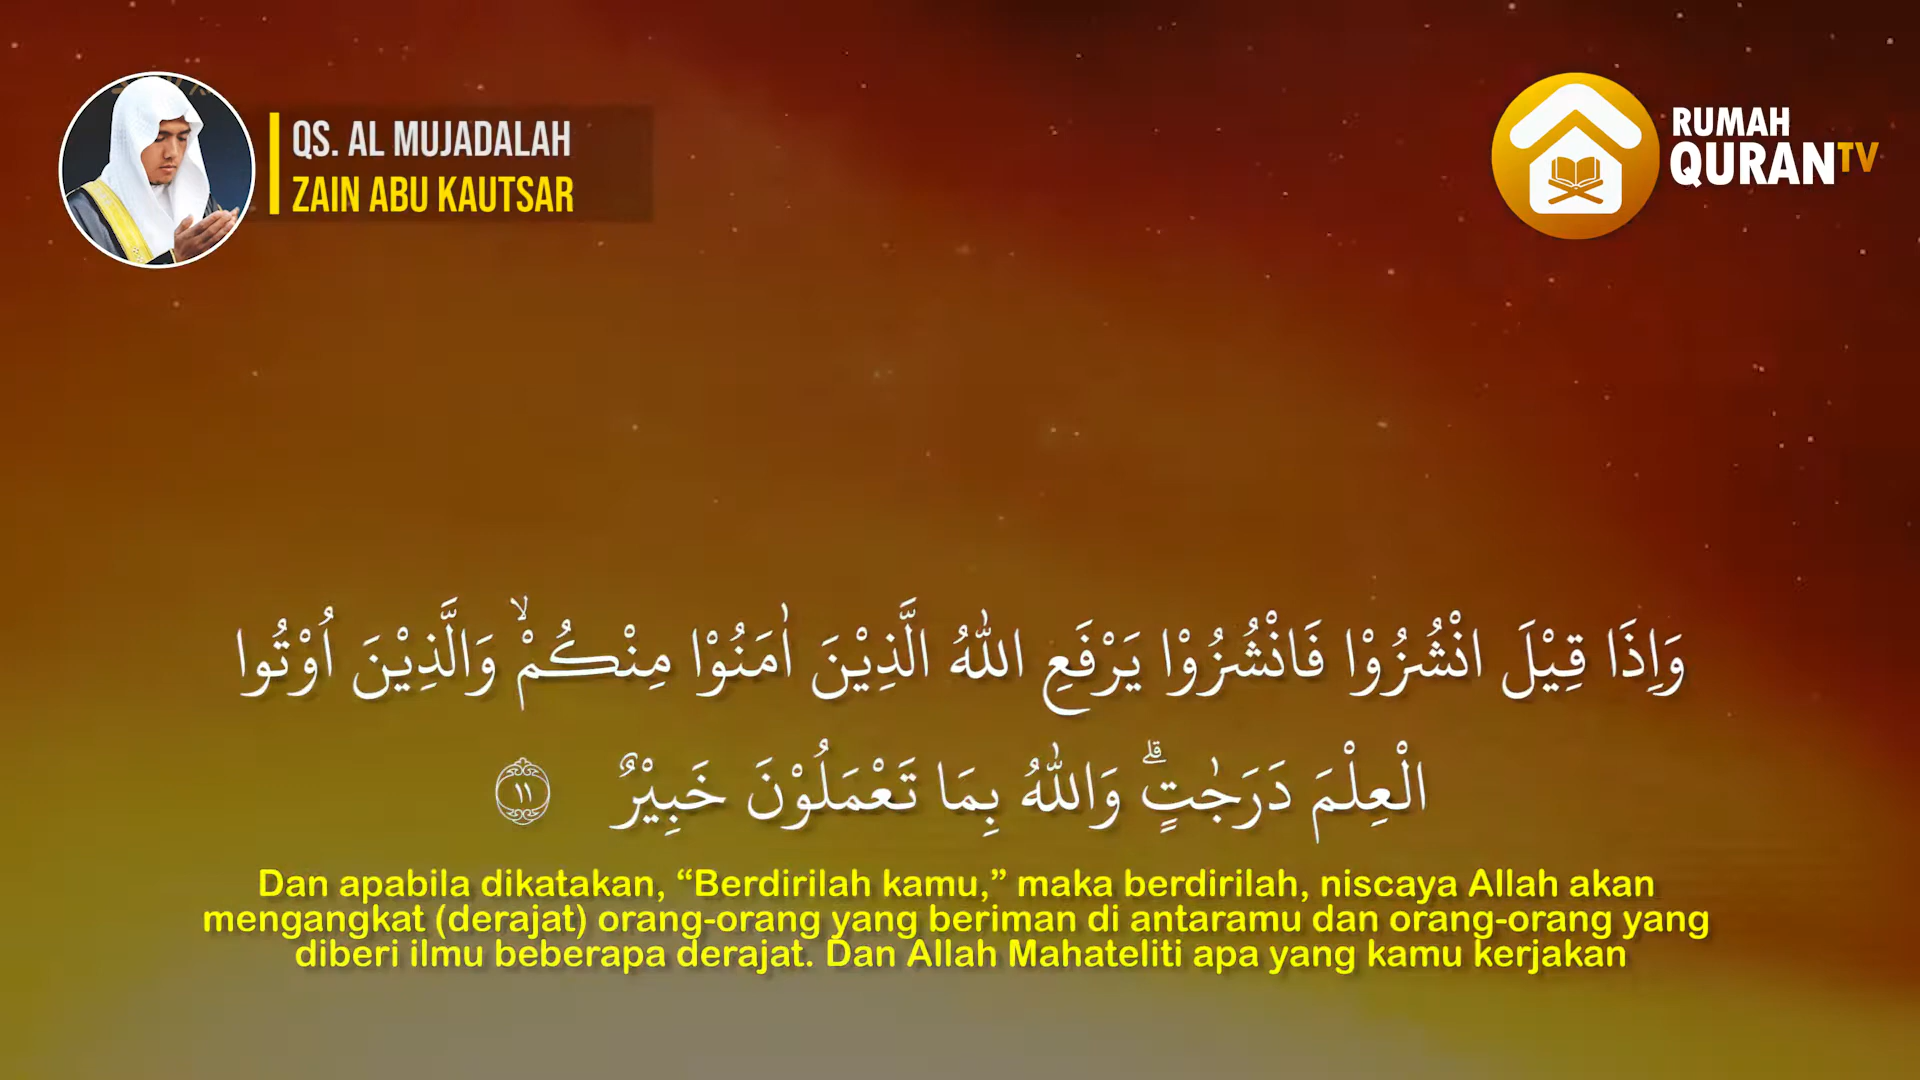 QS. AL MUJADALAH
ZAIN ABU KAUTSAR
RUMAH
QURANTV
وَاِذَا قِيْلَ انْشُزُوْا فَانْشُزُوْا يَرْفَعِ اللّٰهُ الَّذِيْنَ اٰمَنُوْا مِنْكُمْۙ وَالَّذِيْنَ اُوْتُوا
الْعِلْمَ دَرَجٰتٍۗ وَاللّٰهُ بِمَا تَعْمَلُوْنَ خَبِيْرٌ ١١
Dan apabila dikatakan, “Berdirilah kamu,” maka berdirilah, niscaya Allah akan
mengangkat (derajat) orang-orang yang beriman di antaramu dan orang-orang yang
diberi ilmu beberapa derajat. Dan Allah Mahateliti apa yang kamu kerjakan